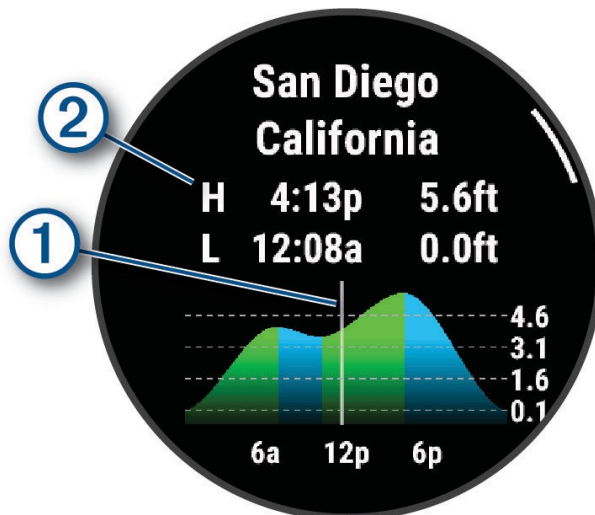 San Diego
California
2
H 4:13p 5.6ft
1
L 12:08a 0.0ft
4.6
3.1
1.6
0.1
6a 12p 6p